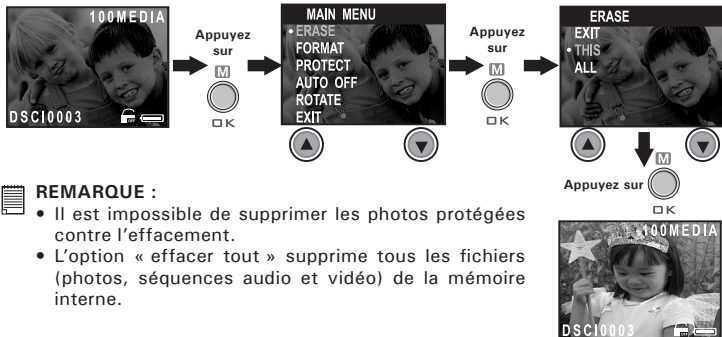 100MEDIA
DSCI0003
OFF
Appuyez
sur
M
OK
MAIN MENU
• ERASE
FORMAT
PROTECT
AUTO OFF
ROTATE
EXIT
Appuyez
sur
M
OK
ERASE
EXIT
• THIS
ALL
Appuyez sur
M
OK
100MEDIA
DSCI0003
OFF
REMARQUE :
• Il est impossible de supprimer les photos protégées
contre l'effacement.
• L'option « effacer tout » supprime tous les fichiers
(photos, séquences audio et vidéo) de la mémoire
interne.